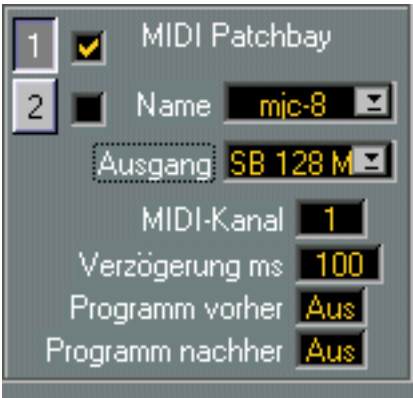 1 MIDI Patchbay
2 Name mjc-8
Ausgang SB 128 M
MIDI-Kanal 1
Verzögerung ms 100
Programm vorher Aus
Programm nachher Aus